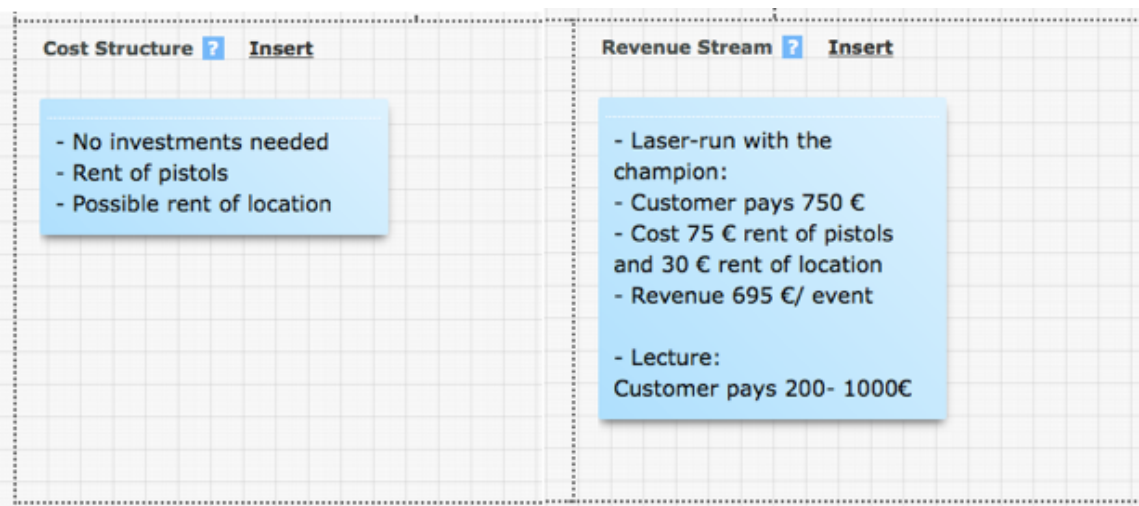 Cost Structure ? Insert
- No investments needed
- Rent of pistols
- Possible rent of location
Revenue Stream ? Insert
- Laser-run with the
champion:
- Customer pays 750 €
- Cost 75 € rent of pistols
and 30 € rent of location
- Revenue 695 €/ event
- Lecture:
Customer pays 200- 1000€